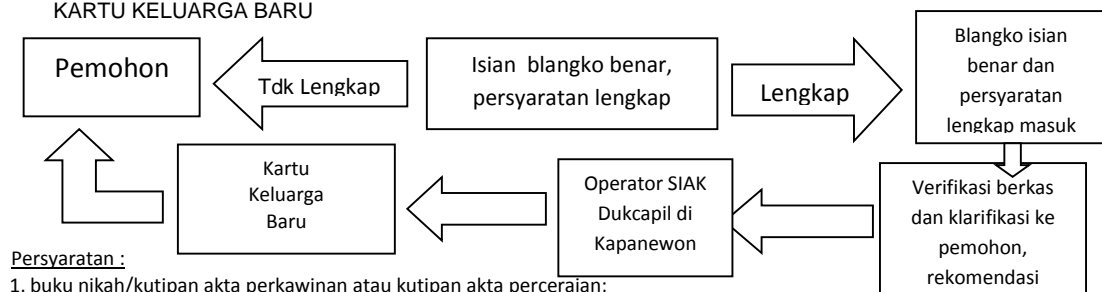 KARTU KELUARGA BARU
Pemohon
Tdk Lengkap
Isian blangko benar,
persyaratan lengkap
Lengkap
Blangko isian
benar dan
persyaratan
lengkap masuk
Kartu
Keluarga
Baru
Operator SIAK
Dukcapil di
Kapanewon
Verifikasi berkas
dan klarifikasi ke
pemohon,
rekomendasi
Persyaratan :
1. buku nikah/kutipan akta perkawinan atau kutipan akta perceraian;